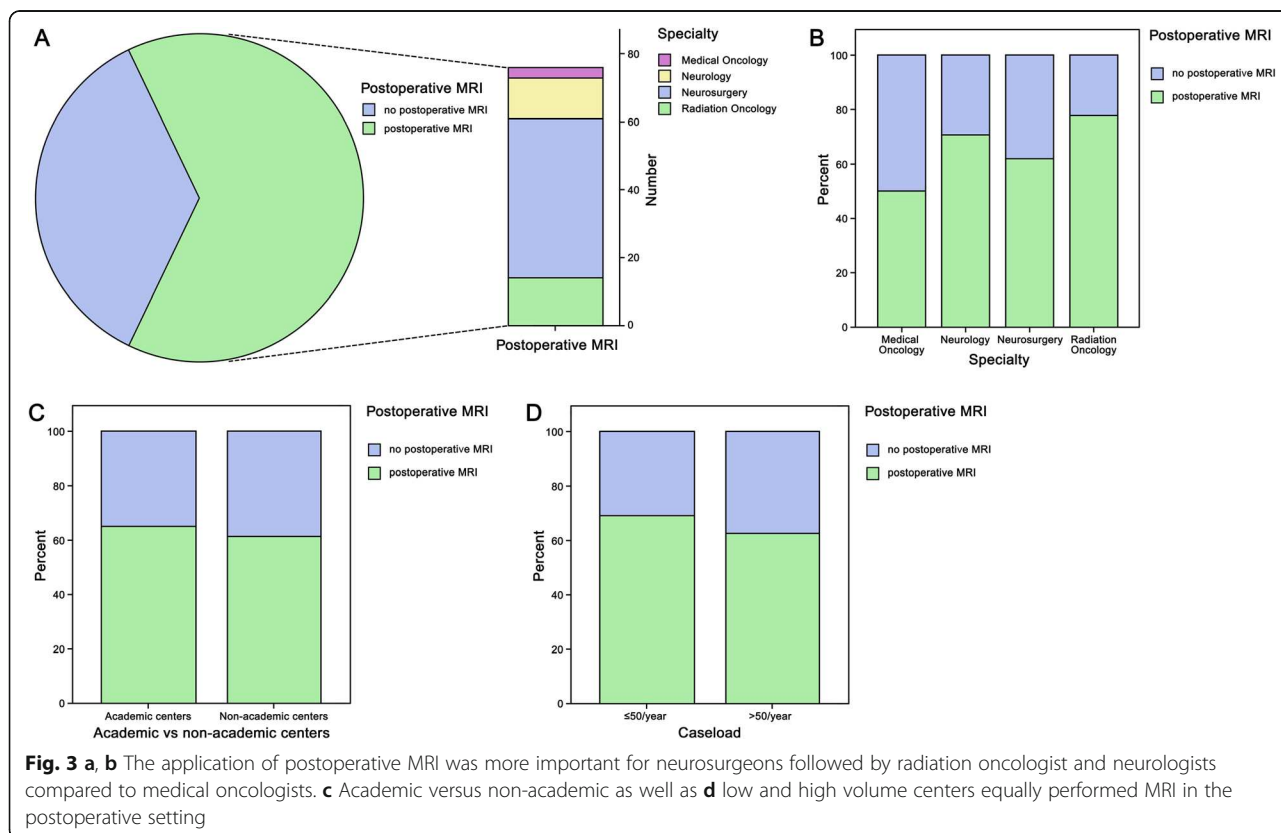 A
Postoperative MRI
no postoperative MRI
postoperative MRI
Specialty
Medical Oncology
Neurology
Neurosurgery
Radiation Oncology
80
60
40
20
0
Number
Postoperative MRI
B
Postoperative MRI
no postoperative MRI
postoperative MRI
100
80
60
40
20
0
Percent
Medical Oncology
Neurology
Neurosurgery
Radiation Oncology
Specialty
C
Postoperative MRI
no postoperative MRI
postoperative MRI
100
80
60
40
20
0
Percent
Academic centers
Non-academic centers
Academic vs non-academic centers
D
Postoperative MRI
no postoperative MRI
postoperative MRI
100
80
60
40
20
0
Percent
≤50/year
>50/year
Caseload
Fig. 3 a, b The application of postoperative MRI was more important for neurosurgeons followed by radiation oncologist and neurologists
compared to medical oncologists. c Academic versus non-academic as well as d low and high volume centers equally performed MRI in the
postoperative setting